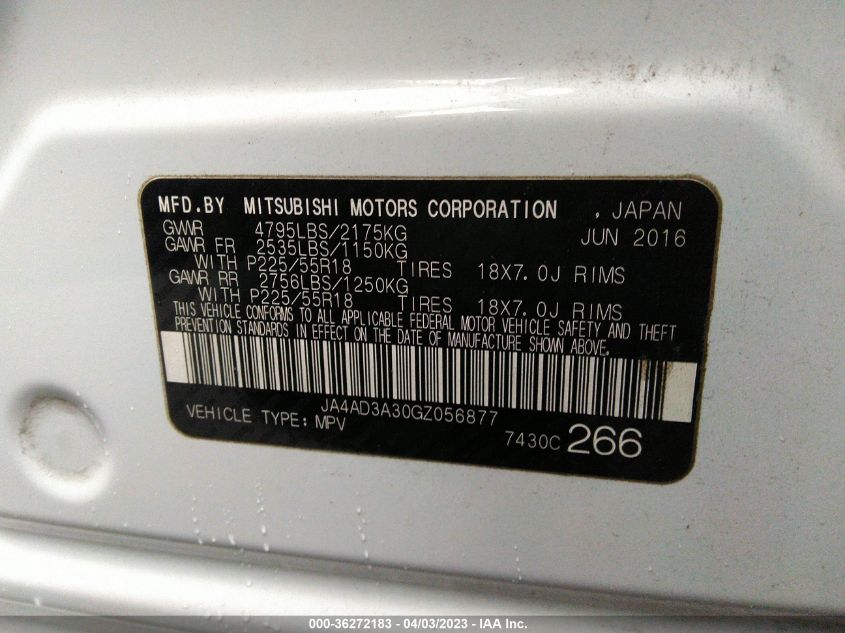 MFD.BY MITSUBISHI MOTORS CORPORATION , JAPAN
GVWR 4795LBS/2175KG JUN 2016
GAWR FR 2535LBS/1150KG
WITH P225/55R18 TIRES 18X7.0J RIMS
GAWR RR 2756LBS/1250KG
WITH P225/55R18 TIRES 18X7.0J RIMS
THIS VEHICLE CONFORMS TO ALL APPLICABLE FEDERAL MOTOR VEHICLE SAFETY AND THEFT
PREVENTION STANDARDS IN EFFECT ON THE DATE OF MANUFACTURE SHOWN ABOVE.
JA4AD3A30GZ056877
VEHICLE TYPE:MPV 7430C 266
000-36272183 - 04/03/2023 - IAA Inc.